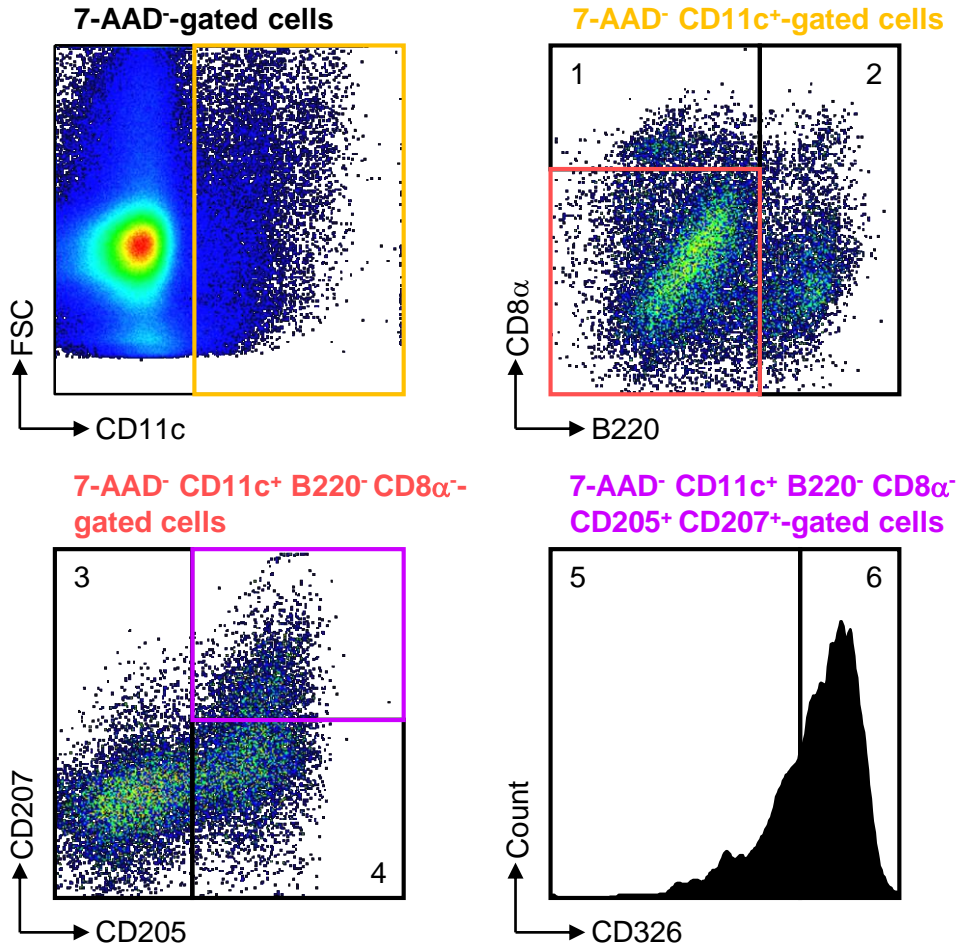 7-AAD⁻-gated cells
7-AAD⁻ CD11c⁺-gated cells
FSC
CD11c
1
2
CD8α
B220
7-AAD⁻ CD11c⁺ B220⁻ CD8α⁻-
gated cells
7-AAD⁻ CD11c⁺ B220⁻ CD8α⁻
CD205⁺ CD207⁺-gated cells
3
4
CD207
CD205
5
6
Count
CD326